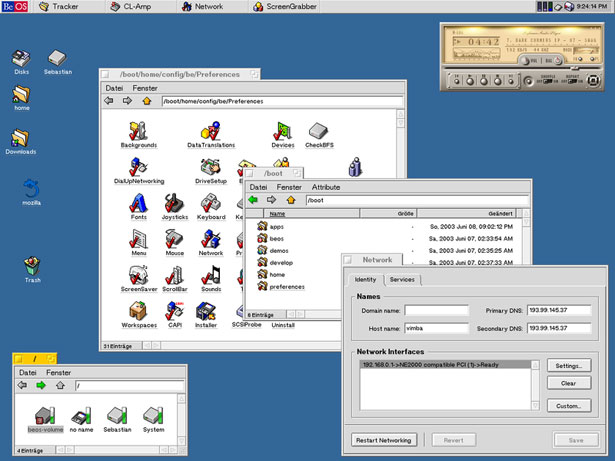 BeOS Tracker CL-Amp Network ScreenGrabber 9:24:14 PM
Disks
Sebastian
home
Downloads
mozilla
Trash
04:42
/boot/home/config/be/Preferences
Datei Fenster
/boot/home/config/be/Preferences
Backgrounds DataTranslations Devices CheckBFS
DialUpNetworking DriveSetup
Fonts Joysticks Keyboard
Menu Mouse Network
ScreenSaver ScrollBar Sounds
Workspaces CAPI Installer SCSIProbe Uninstall
31 Einträge
/boot
Datei Fenster Attribute
/boot
Name Größe Geändert
apps - So, 2003 Juni 08, 09:02:12 PM
beos - Sa, 2003 Juni 07, 02:33:54 AM
demos - Sa, 2003 Juni 07, 02:35:25 AM
develop - Sa, 2003 Juni 07, 02:37:33 AM
home
preferences
6 Einträge
Network
Identity Services
Names
Domain name: Primary DNS: 193.99.145.37
Host name: vimba Secondary DNS: 193.99.145.37
Network Interfaces
192.168.0.1->NE2000 compatible PCI (1)->Ready
Settings...
Clear
Custom...
Restart Networking Revert Save
/
Datei Fenster
/
beos-volume no name Sebastian System
4 Einträge